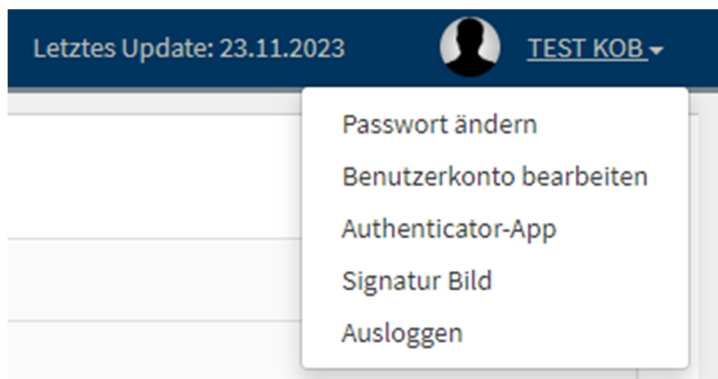 Letztes Update: 23.11.2023
TEST KOB
Passwort ändern
Benutzerkonto bearbeiten
Authenticator-App
Signatur Bild
Ausloggen